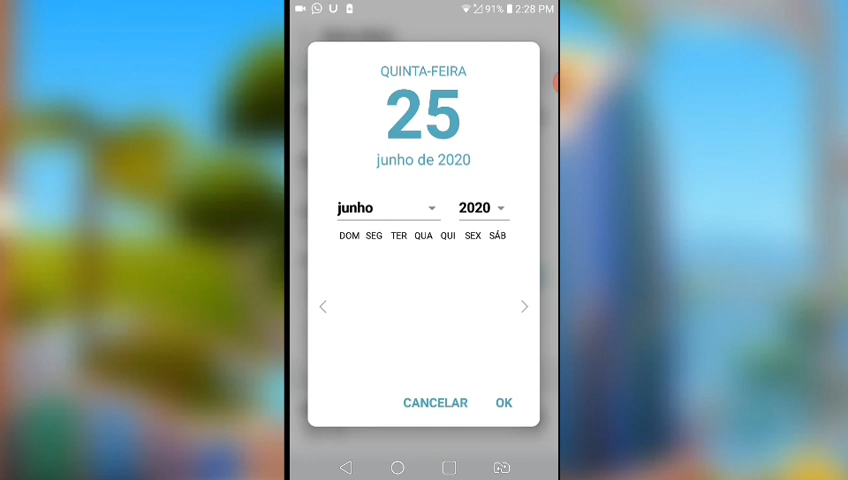 91% 2:28 PM
QUINTA-FEIRA
25
junho de 2020
junho 2020
DOM SEG TER QUA QUI SEX SÁB
CANCELAR OK